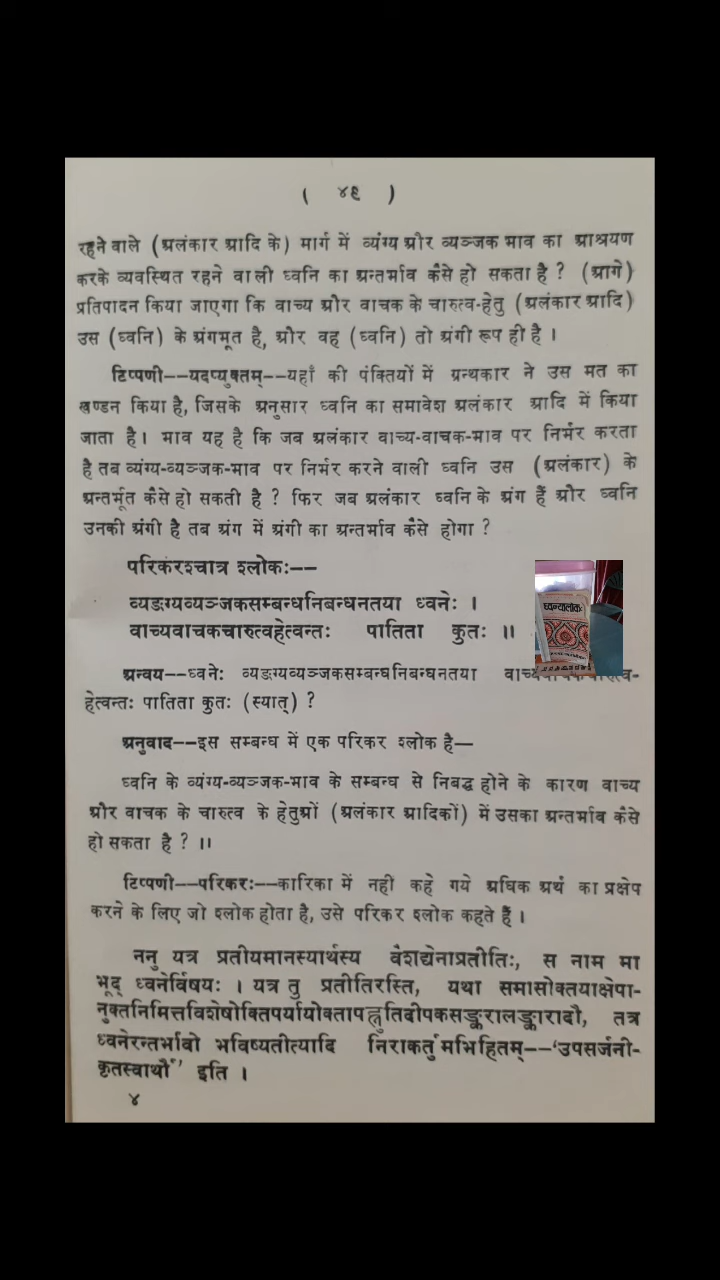 ( ४९ )
रहने वाले (अलंकार आदि के) मार्ग में व्यंग्य और व्यञ्जक भाव का आश्रयण
करके व्यवस्थित रहने वाली ध्वनि का अन्तर्भाव कैसे हो सकता है ? (आगे)
प्रतिपादन किया जाएगा कि वाच्य और वाचक के चारुत्व-हेतु (अलंकार आदि)
उस (ध्वनि) के अंगभूत है, और वह (ध्वनि) तो अंगी रूप ही है ।
टिप्पणी--यदप्युक्तम्--यहाँ की पंक्तियों में ग्रन्थकार ने उस मत का
खण्डन किया है, जिसके अनुसार ध्वनि का समावेश अलंकार आदि में किया
जाता है। भाव यह है कि जब अलंकार वाच्य-वाचक-भाव पर निर्भर करता
है तब व्यंग्य-व्यञ्जक-भाव पर निर्भर करने वाली ध्वनि उस (अलंकार) के
अन्तर्भूत कैसे हो सकती है ? फिर जब अलंकार ध्वनि के अंग हैं और ध्वनि
उनकी अंगी है तब अंग में अंगी का अन्तर्भाव कैसे होगा ?
परिकरश्चात्र श्लोकः--
व्यङग्यव्यञ्जकसम्बन्धनिबन्धनतया ध्वनेः ।
वाच्यवाचकचारुत्वहेत्वन्तः पातिता कुतः ॥
ध्वन्यालोकः
अन्वय--ध्वनेः व्यङग्यव्यञ्जकसम्बन्धनिबन्धनतया
हेत्वन्तः पातिता कुतः (स्यात्) ?
अनुवाद--इस सम्बन्ध में एक परिकर श्लोक है—
ध्वनि के व्यंग्य-व्यञ्जक-भाव के सम्बन्ध से निबद्ध होने के कारण वाच्य
और वाचक के चारुत्व के हेतुओं (अलंकार आदिकों) में उसका अन्तर्भाव कैसे
हो सकता है ? ।।
टिप्पणी--परिकरः--कारिका में नहीं कहे गये अधिक अर्थ का प्रक्षेप
करने के लिए जो श्लोक होता है, उसे परिकर श्लोक कहते हैं ।
ननु यत्र प्रतीयमानस्यार्थस्य वैशद्येनाप्रतीतिः, स नाम मा
भूद् ध्वनेर्विषयः । यत्र तु प्रतीतिरस्ति, यथा समासोक्तयाक्षेपा-
नुक्तनिमित्तविशेषोक्तिपर्यायोक्तापह्नुतिदीपकसङ्करालङ्कारादौ, तत्र
ध्वनेरन्तर्भावो भविष्यतीत्यादि निराकर्तुमभिहितम्--'उपसर्जनी-
कृतस्वार्थौ' इति ।
४